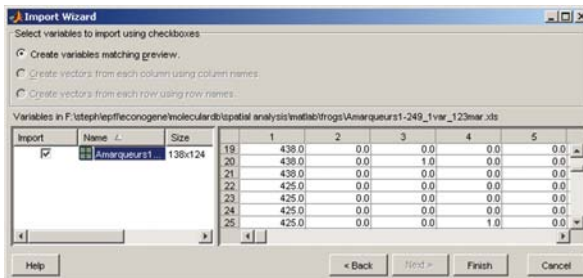 Import Wizard
Select variables to import using checkboxes
Create variables matching preview.
Create vectors from each column using column names.
Create vectors from each row using row names.
Variables in F:\steph\epfl\econogene\moleculardb\spatial analysis\matlab\frogs\Amarqueurs1-249_1var_123mar.xls
Import Name Size
Amarqueurs1... 138x124
1 2 3 4 5
19 438.0 0.0 0.0 0.0 0.0
20 438.0 0.0 1.0 0.0 0.0
21 438.0 0.0 0.0 0.0 0.0
22 425.0 0.0 0.0 0.0 0.0
23 425.0 0.0 0.0 0.0 0.0
24 425.0 0.0 0.0 0.0 0.0
25 425.0 0.0 0.0 1.0 0.0
Help < Back Next > Finish Cancel